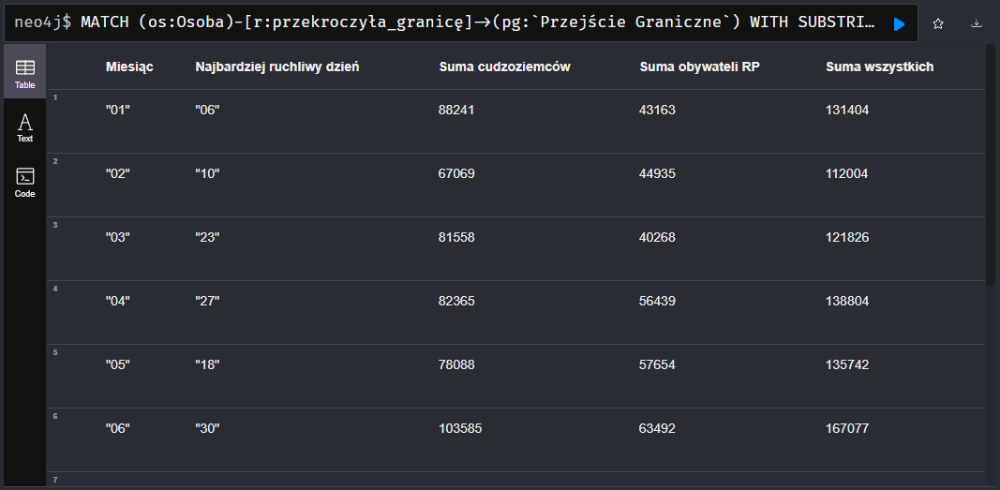 neo4j$ MATCH (os:Osoba)-[r:przekroczyła_granicę]→(pg:`Przejście Graniczne`) WITH SUBSTRI…
Table
Text
Code
Miesiąc Najbardziej ruchliwy dzień Suma cudzoziemców Suma obywateli RP Suma wszystkich
1 "01" "06" 88241 43163 131404
2 "02" "10" 67069 44935 112004
3 "03" "23" 81558 40268 121826
4 "04" "27" 82365 56439 138804
5 "05" "18" 78088 57654 135742
6 "06" "30" 103585 63492 167077
7